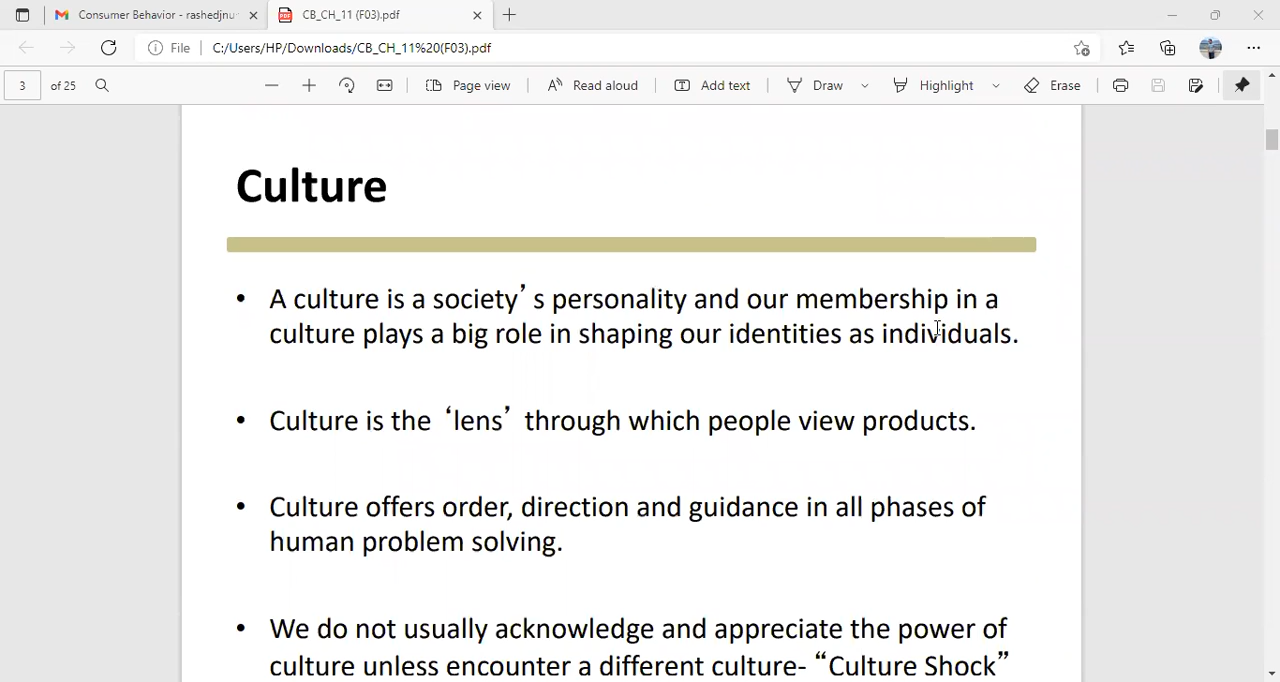 Consumer Behavior - rashedjnu
CB_CH_11 (F03).pdf
File
C:/Users/HP/Downloads/CB_CH_11%20(F03).pdf
3 of 25
Page view
Read aloud
Add text
Draw
Highlight
Erase
Culture
• A culture is a society’s personality and our membership in a
culture plays a big role in shaping our identities as individuals.
• Culture is the ‘lens’ through which people view products.
• Culture offers order, direction and guidance in all phases of
human problem solving.
• We do not usually acknowledge and appreciate the power of
culture unless encounter a different culture- “Culture Shock”